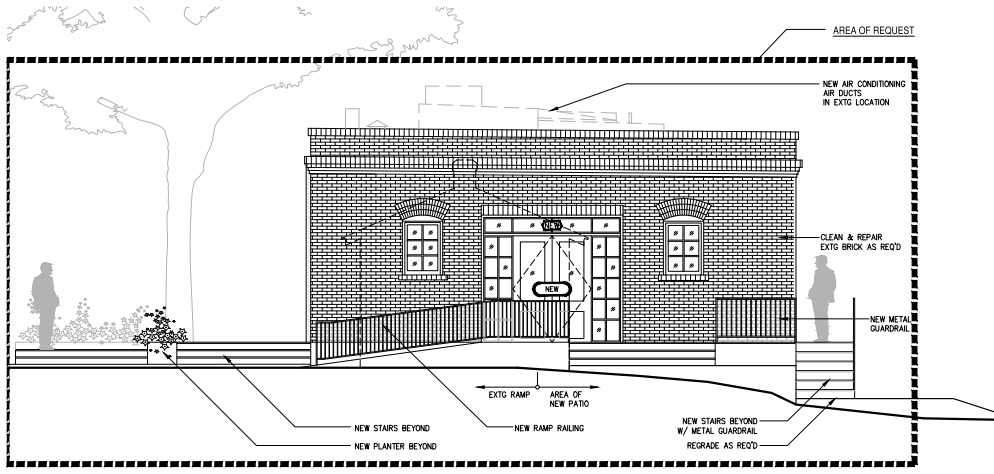 AREA OF REQUEST
NEW AIR CONDITIONING
AIR DUCTS
IN EXTG LOCATION
NEW
CLEAN & REPAIR
EXTG BRICK AS REQ'D
NEW
NEW METAL
GUARDRAIL
EXTG RAMP
AREA OF
NEW PATIO
NEW STAIRS BEYOND
NEW RAMP RAILING
NEW STAIRS BEYOND
W/ METAL GUARDRAIL
NEW PLANTER BEYOND
REGRADE AS REQ'D